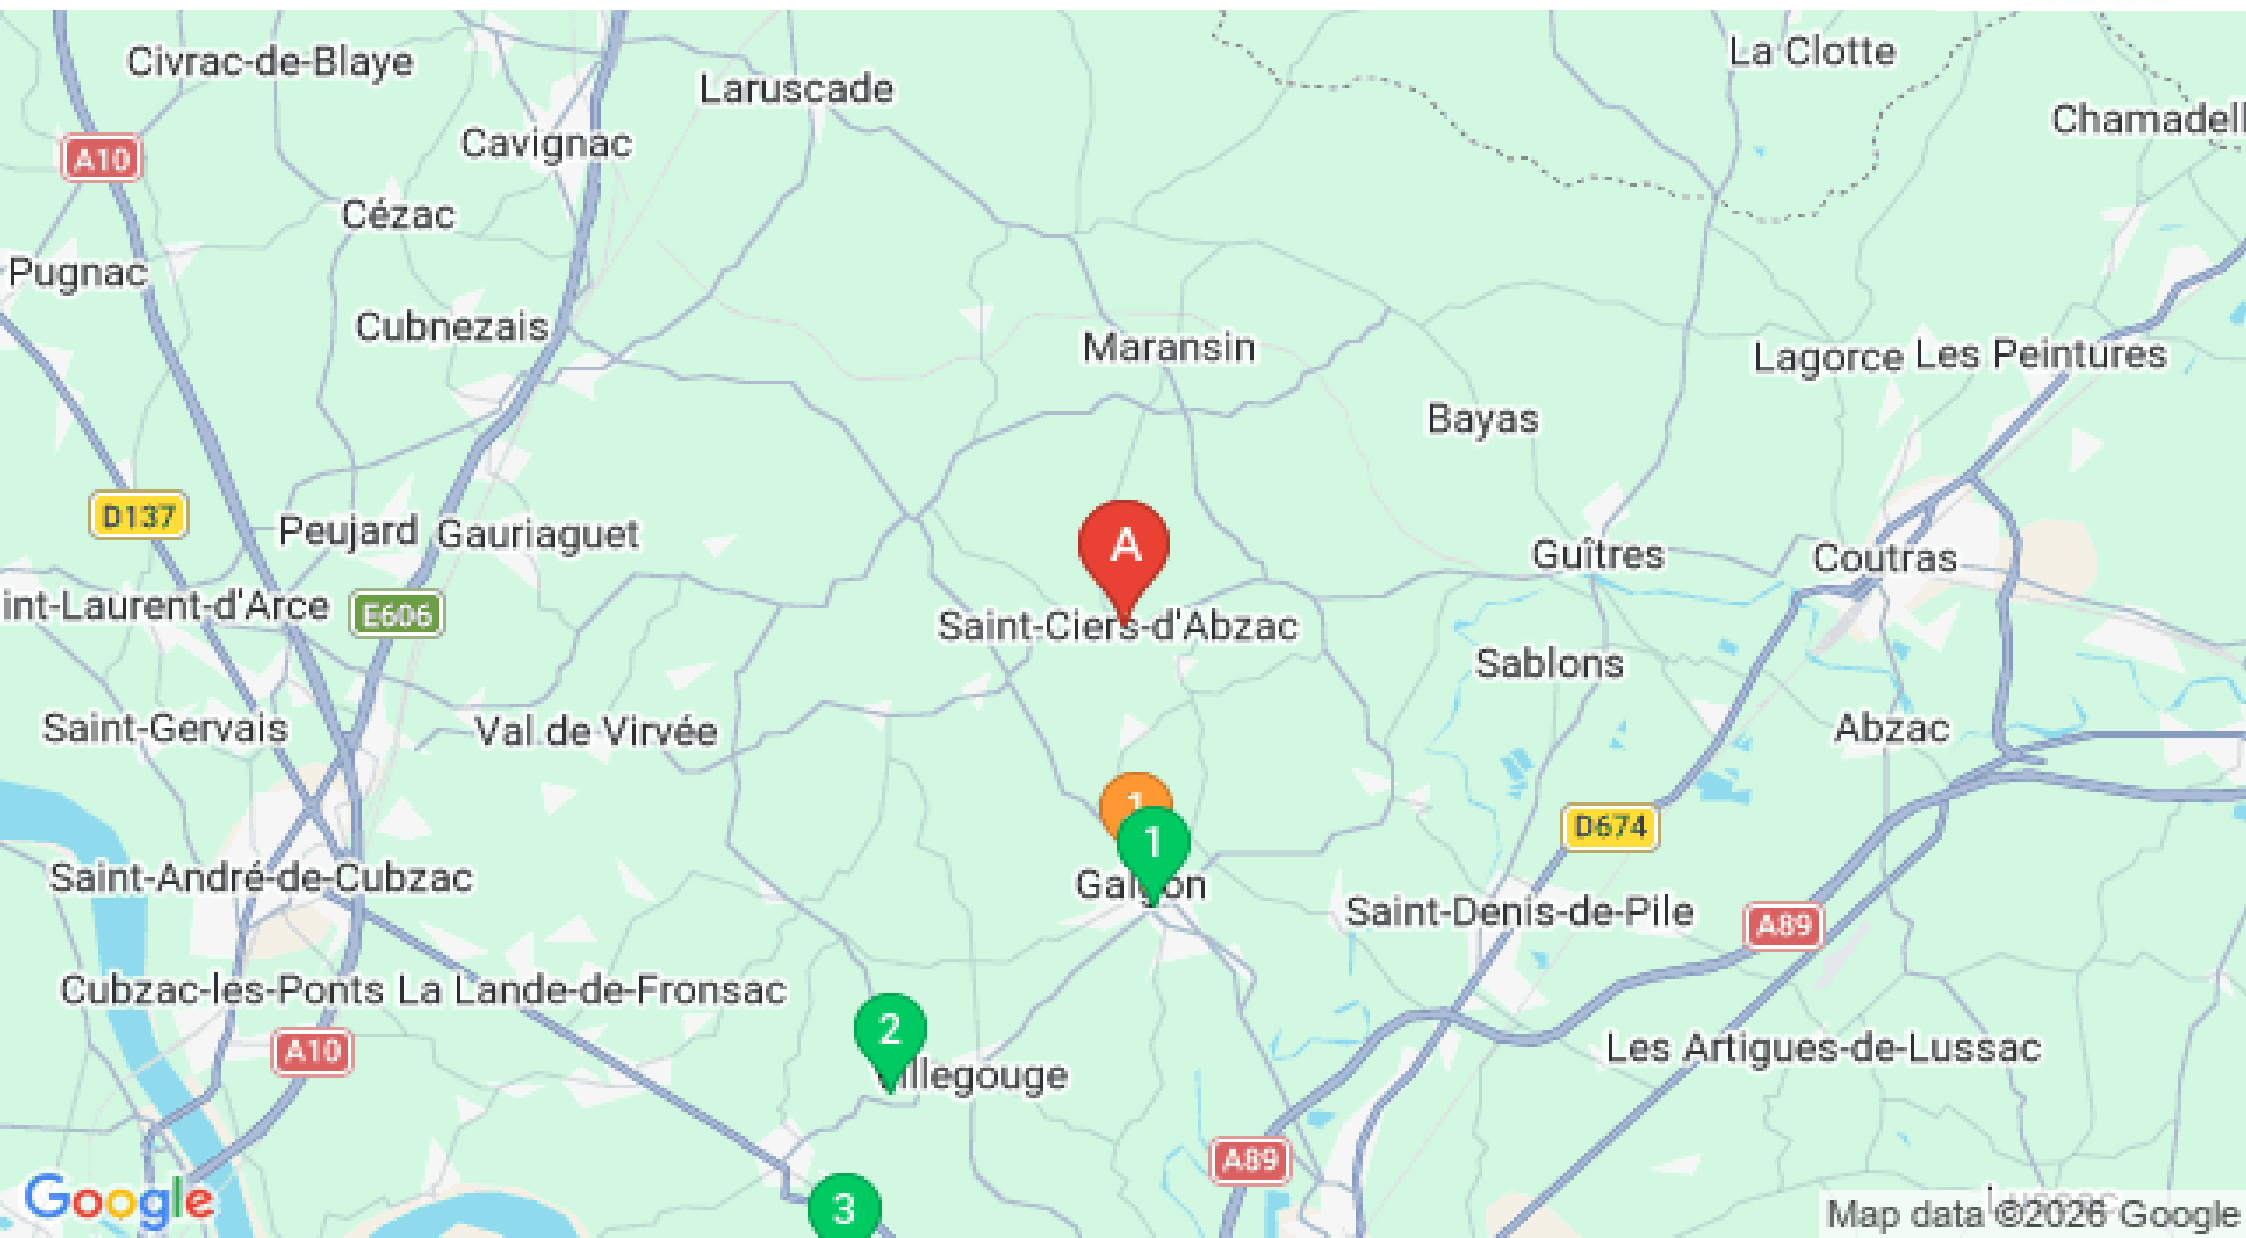 La Clotte
Civrac-de-Blaye
Laruscade
Chamadell
Cavignac
A10
Cézac
Pugnac
Cubnezais
Maransin
Lagorce
Les Peintures
Bayas
D137
Peujard
Gauriaguet
A
Guîtres
Coutras
int-Laurent-d'Arce
E606
Saint-Ciers-d'Abzac
Sablons
Saint-Gervais
Val de Virvée
Abzac
1
D674
1
Saint-André-de-Cubzac
Galgon
Saint-Denis-de-Pile
A89
Cubzac-les-Ponts
La Lande-de-Fronsac
2
A10
Villegouge
Les Artigues-de-Lussac
A89
Google
3
Map data ©2026 Google